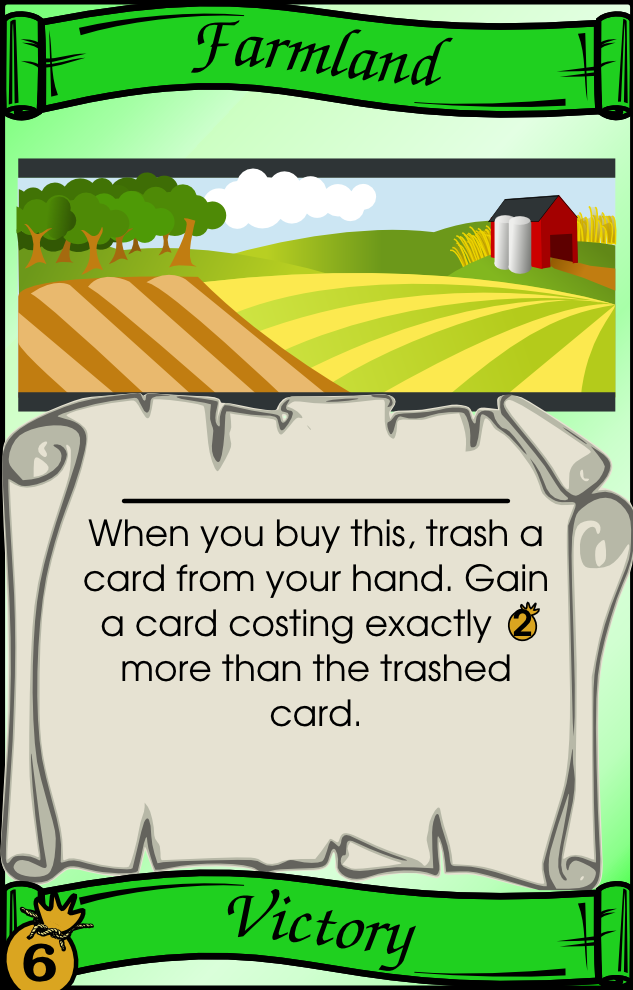 Farmland
When you buy this, trash a
card from your hand. Gain
a card costing exactly 2
more than the trashed
card.
Victory
6